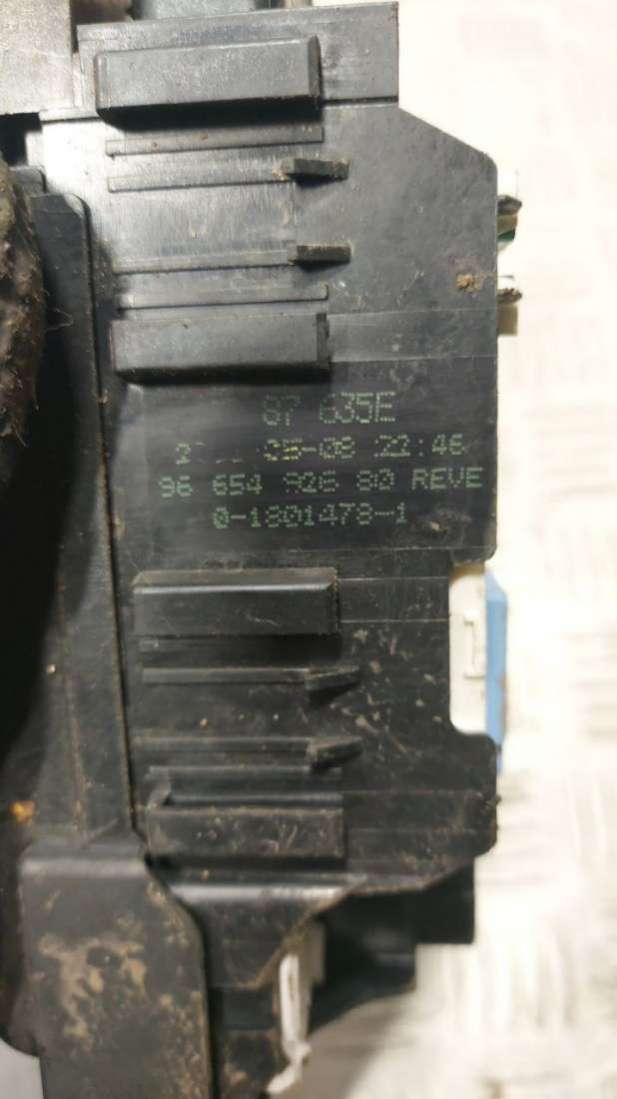 87 635E
05-08 22:46
96 654 926 80 REVE
0-1801478-1